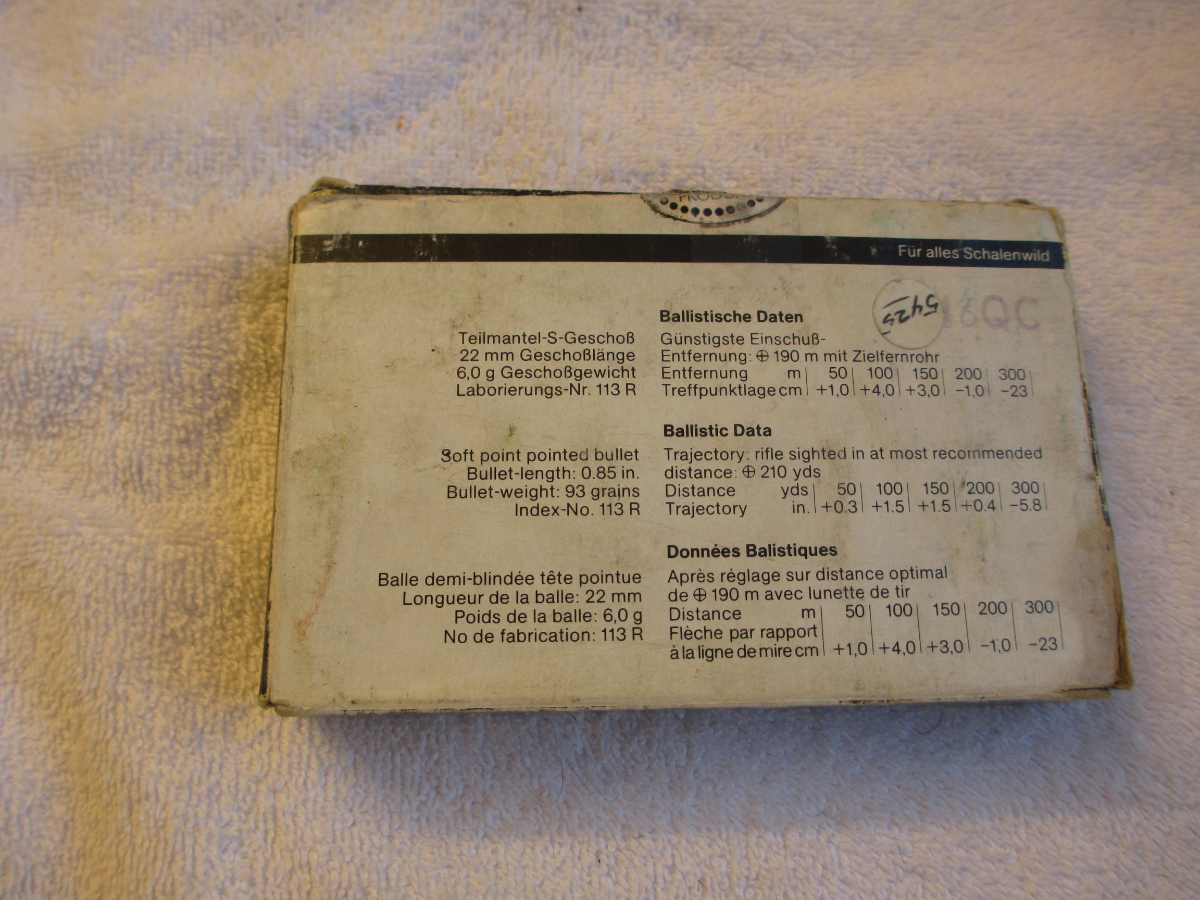 Für alles Schalenwild
5425
QC
Ballistische Daten
Teilmantel-S-Geschoß
22 mm Geschoßlänge
6,0 g Geschoßgewicht
Laborierungs-Nr. 113 R
Günstigste Einschuß-
Entfernung: ⊕ 190 m mit Zielfernrohr
Entfernung m 50 100 150 200 300
Treffpunktlage cm +1,0 +4,0 +3,0 −1,0 −23
Ballistic Data
Soft point pointed bullet
Bullet-length: 0.85 in.
Bullet-weight: 93 grains
Index-No. 113 R
Trajectory: rifle sighted in at most recommended
distance: ⊕ 210 yds
Distance yds 50 100 150 200 300
Trajectory in. +0.3 +1.5 +1.5 +0.4 −5.8
Données Balistiques
Balle demi-blindée tête pointue
Longueur de la balle: 22 mm
Poids de la balle: 6,0 g
No de fabrication: 113 R
Après réglage sur distance optimal
de ⊕ 190 m avec lunette de tir
Distance m 50 100 150 200 300
Flèche par rapport
à la ligne de mire cm +1,0 +4,0 +3,0 −1,0 −23